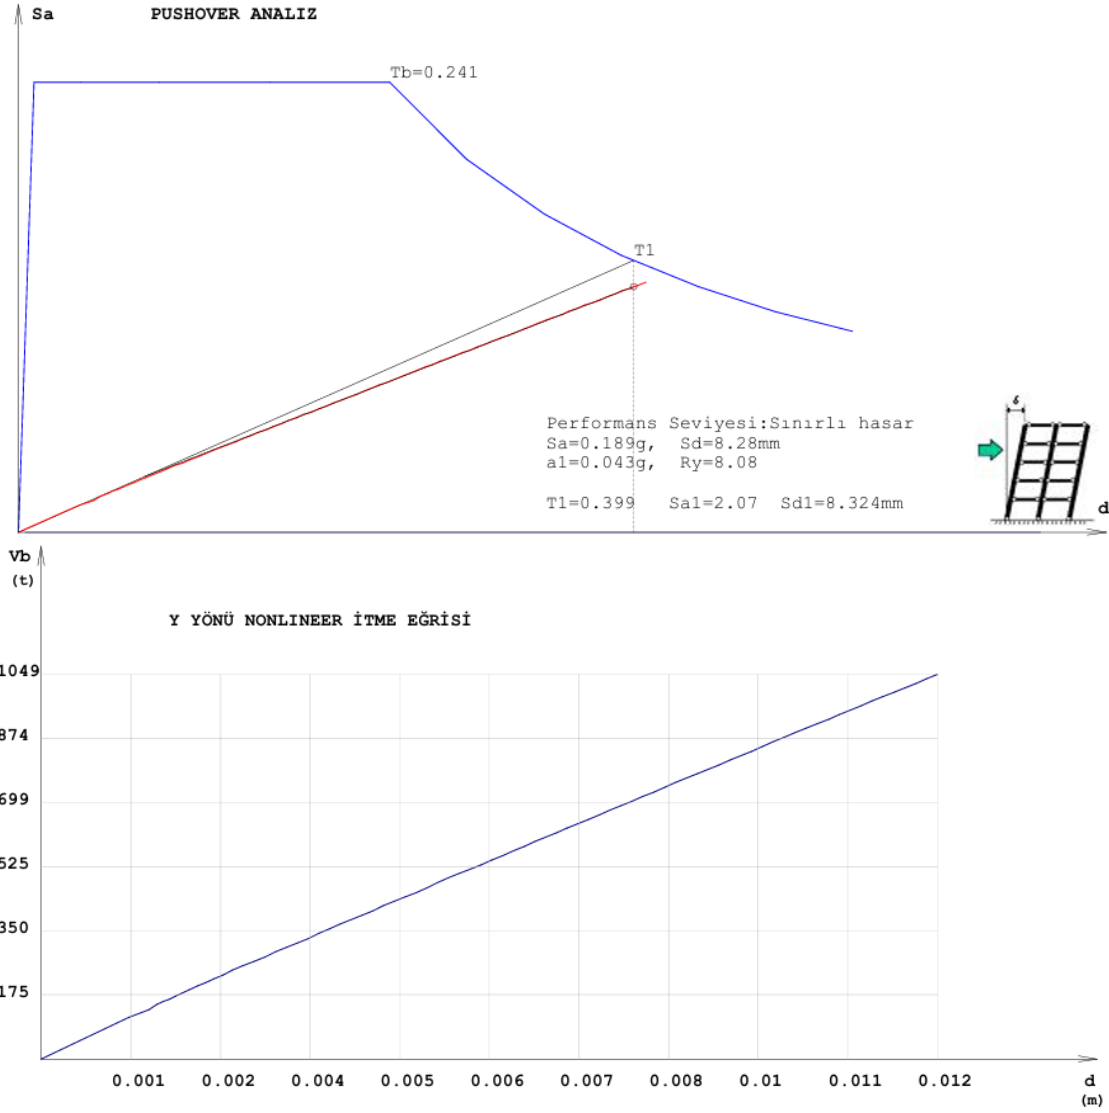 Sa PUSHOVER ANALIZ
Tb=0.241
T1
Performans Seviyesi:Sınırlı hasar
Sa=0.189g, Sd=8.28mm
a1=0.043g, Ry=8.08
T1=0.399 Sa1=2.07 Sd1=8.324mm
δ
d
Vb
(t)
Y YÖNÜ NONLINEER İTME EĞRİSİ
1049
874
699
525
350
175
0.001 0.002 0.004 0.005 0.006 0.007 0.008 0.01 0.011 0.012 d
(m)